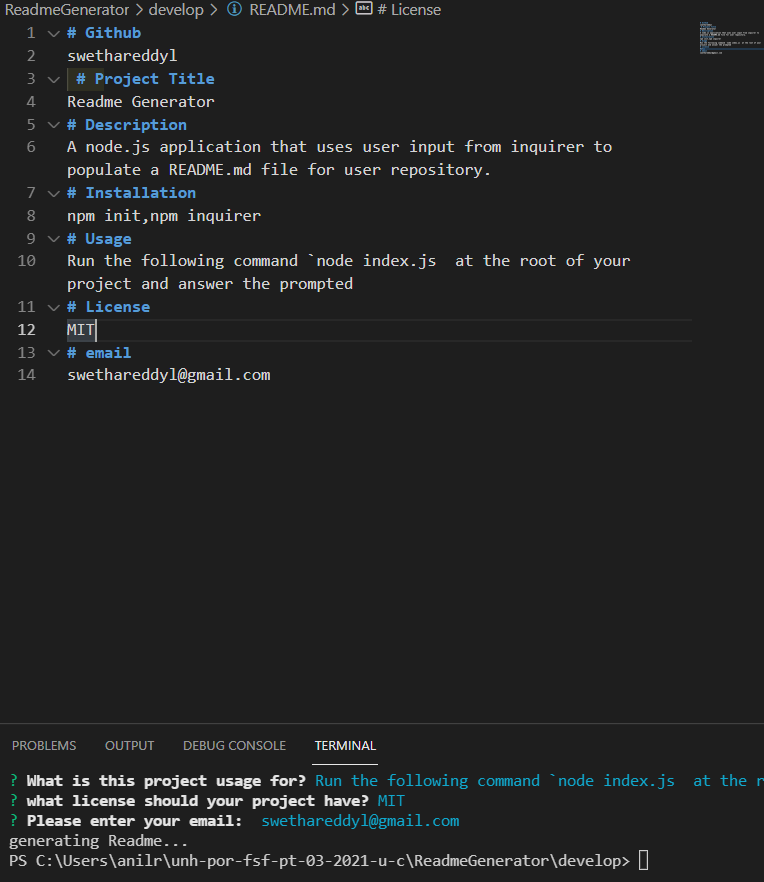 ReadmeGenerator > develop > README.md > # License
1 # Github
2 swethareddyl
3 # Project Title
4 Readme Generator
5 # Description
6 A node.js application that uses user input from inquirer to
populate a README.md file for user repository.
7 # Installation
8 npm init,npm inquirer
9 # Usage
10 Run the following command `node index.js  at the root of your
project and answer the prompted
11 # License
12 MIT
13 # email
14 swethareddyl@gmail.com
PROBLEMS OUTPUT DEBUG CONSOLE TERMINAL
? What is this project usage for? Run the following command `node index.js  at the r
? what license should your project have? MIT
? Please enter your email:  swethareddyl@gmail.com
generating Readme...
PS C:\Users\anilr\unh-por-fsf-pt-03-2021-u-c\ReadmeGenerator\develop>